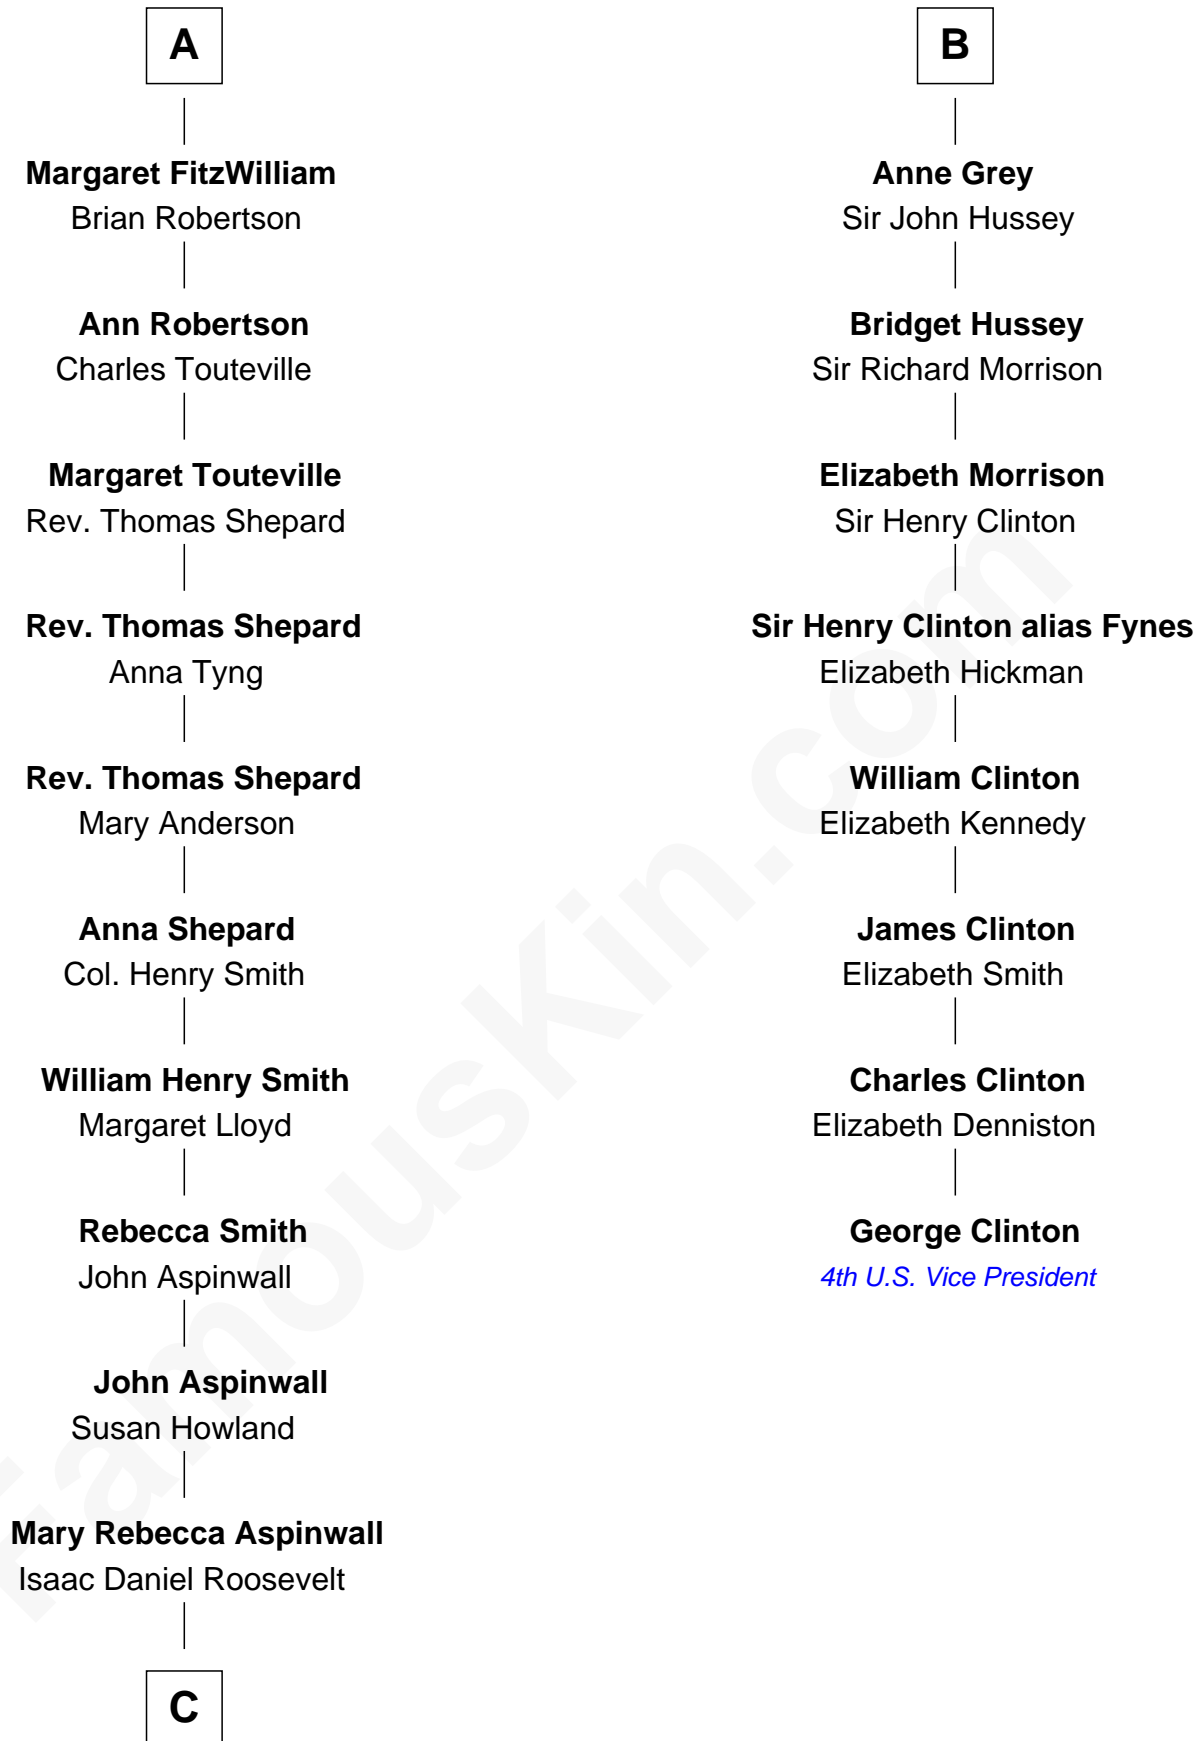 A
Margaret FitzWilliam
Brian Robertson
Ann Robertson
Charles Touteville
Margaret Touteville
Rev. Thomas Shepard
Rev. Thomas Shepard
Anna Tyng
Rev. Thomas Shepard
Mary Anderson
Anna Shepard
Col. Henry Smith
William Henry Smith
Margaret Lloyd
Rebecca Smith
John Aspinwall
John Aspinwall
Susan Howland
Mary Rebecca Aspinwall
Isaac Daniel Roosevelt
C
B
Anne Grey
Sir John Hussey
Bridget Hussey
Sir Richard Morrison
Elizabeth Morrison
Sir Henry Clinton
Sir Henry Clinton alias Fynes
Elizabeth Hickman
William Clinton
Elizabeth Kennedy
James Clinton
Elizabeth Smith
Charles Clinton
Elizabeth Denniston
George Clinton
4th U.S. Vice President
FamousKin.com